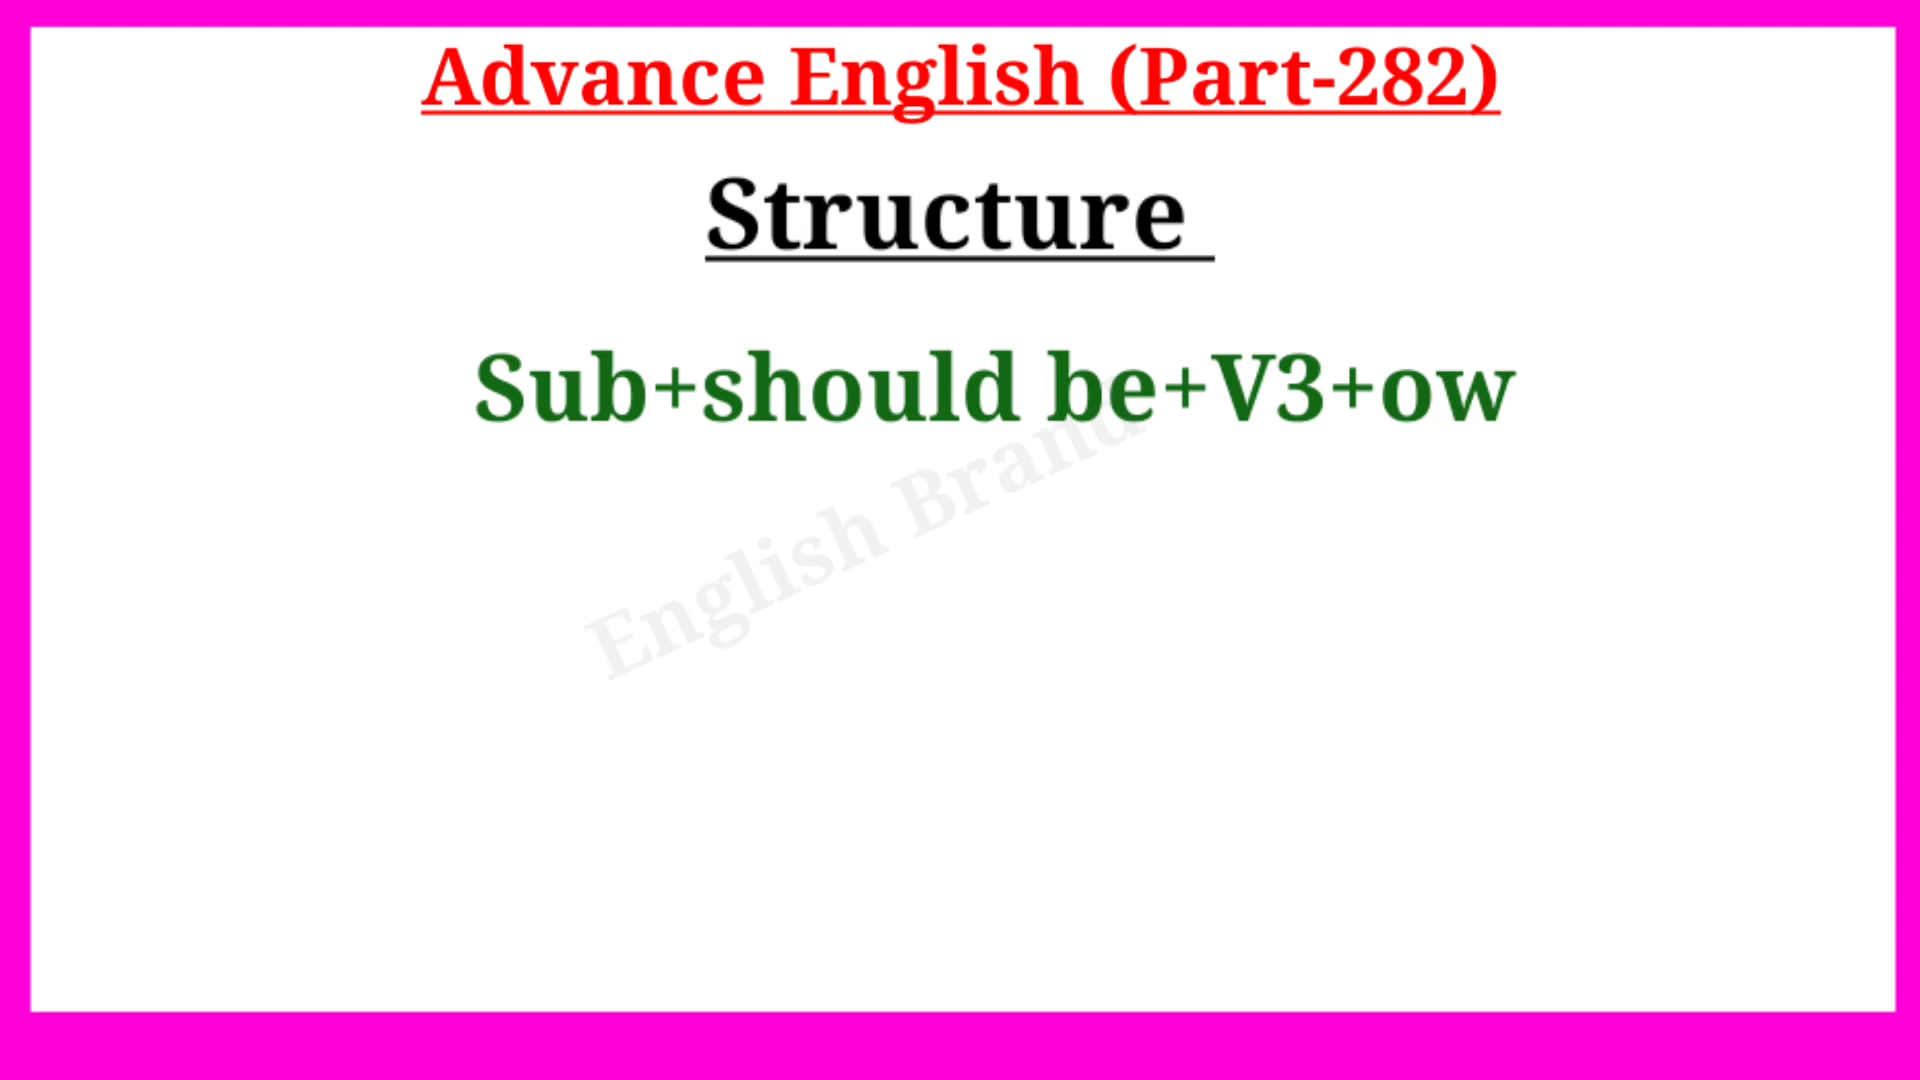 Advance English (Part-282)
Structure
Sub+should be+V3+ow
English Brand